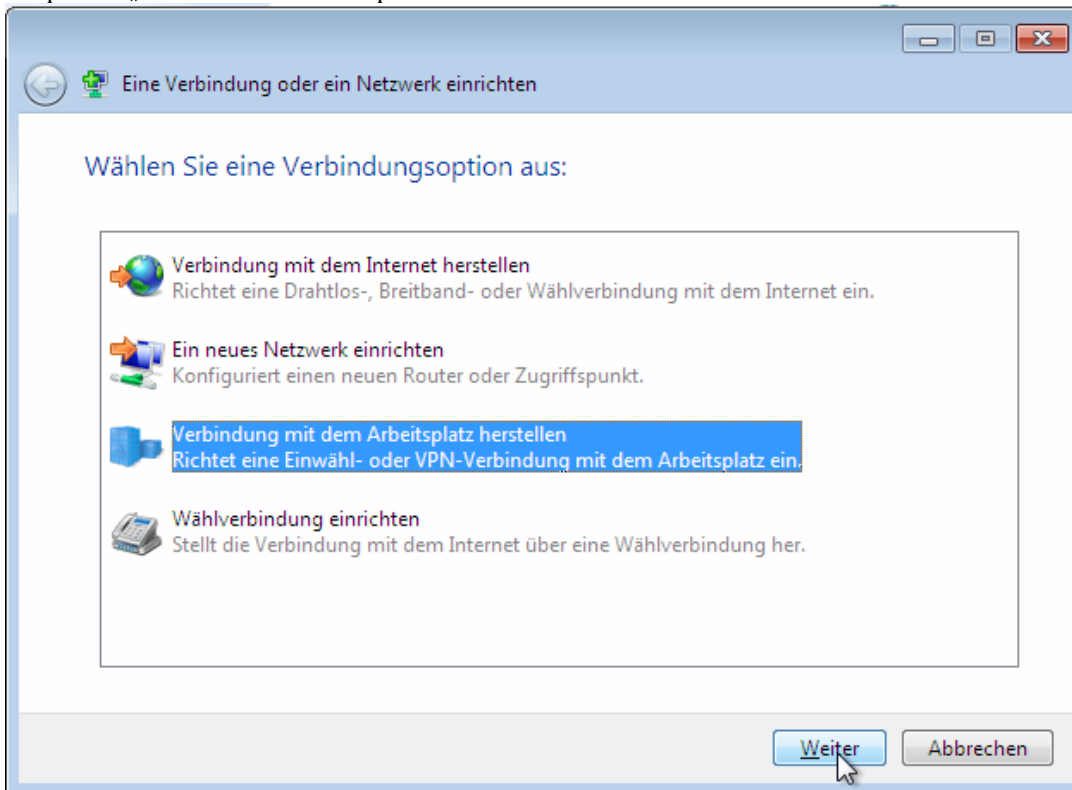 Eine Verbindung oder ein Netzwerk einrichten
Wählen Sie eine Verbindungsoption aus:
Verbindung mit dem Internet herstellen
Richtet eine Drahtlos-, Breitband- oder Wählverbindung mit dem Internet ein.
Ein neues Netzwerk einrichten
Konfiguriert einen neuen Router oder Zugriffspunkt.
Verbindung mit dem Arbeitsplatz herstellen
Richtet eine Einwähl- oder VPN-Verbindung mit dem Arbeitsplatz ein.
Wählverbindung einrichten
Stellt die Verbindung mit dem Internet über eine Wählverbindung her.
Weiter Abbrechen